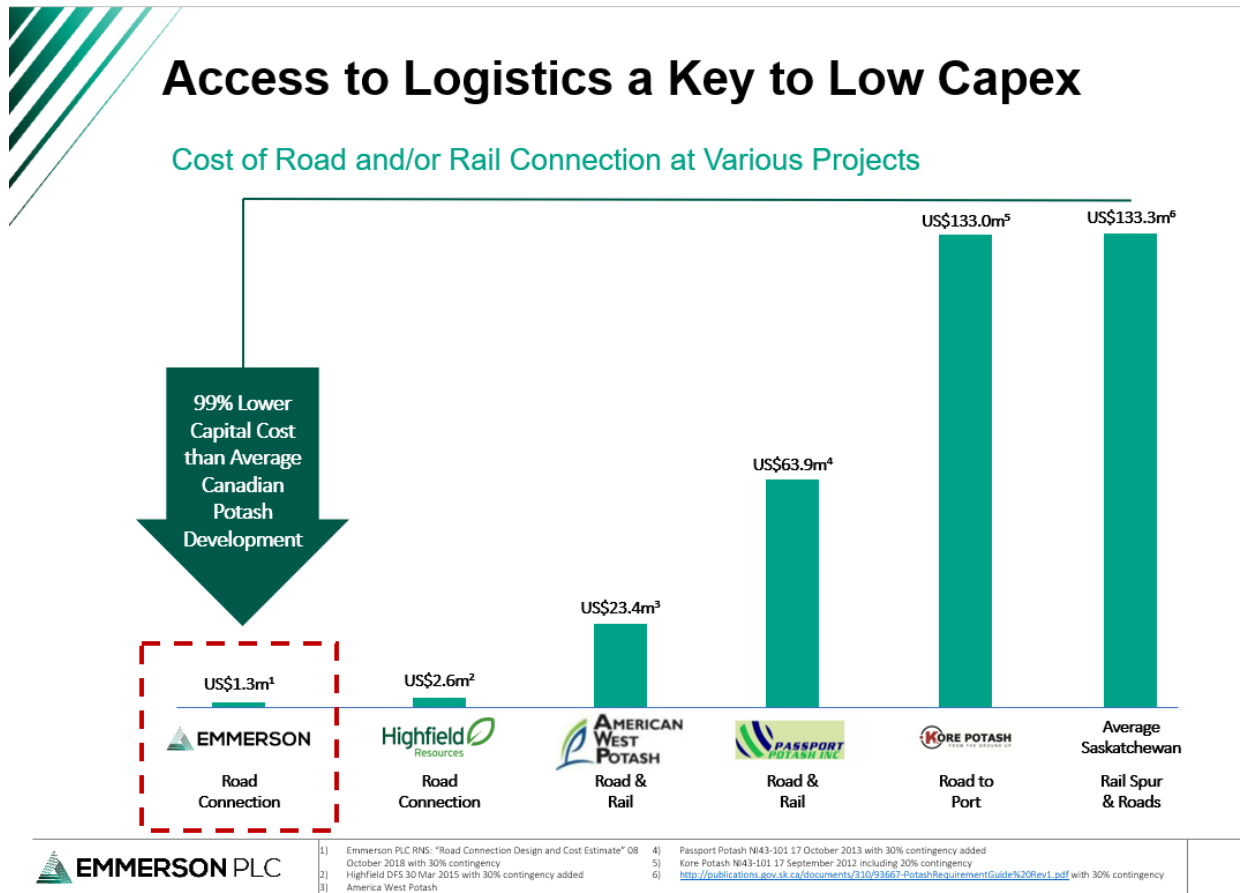 Access to Logistics a Key to Low Capex
Cost of Road and/or Rail Connection at Various Projects
99% Lower
Capital Cost
than Average
Canadian
Potash
Development
US$1.3m¹
US$2.6m²
US$23.4m³
US$63.9m⁴
US$133.0m⁵
US$133.3m⁶
EMMERSON
Road
Connection
Highfield
Resources
Road
Connection
AMERICAN
WEST
POTASH
Road &
Rail
PASSPORT
POTASH INC
Road &
Rail
KORE POTASH
FROM THE GROUND UP
Road to
Port
Average
Saskatchewan
Rail Spur
& Roads
EMMERSON PLC
1) Emmerson PLC RNS: "Road Connection Design and Cost Estimate" 08
October 2018 with 30% contingency
2) Highfield DFS 30 Mar 2015 with 30% contingency added
3) America West Potash
4) Passport Potash NI43-101 17 October 2013 with 30% contingency added
5) Kore Potash NI43-101 17 September 2012 including 20% contingency
6) http://publications.gov.sk.ca/documents/310/93667-PotashRequirementGuide%20Rev1.pdf with 30% contingency